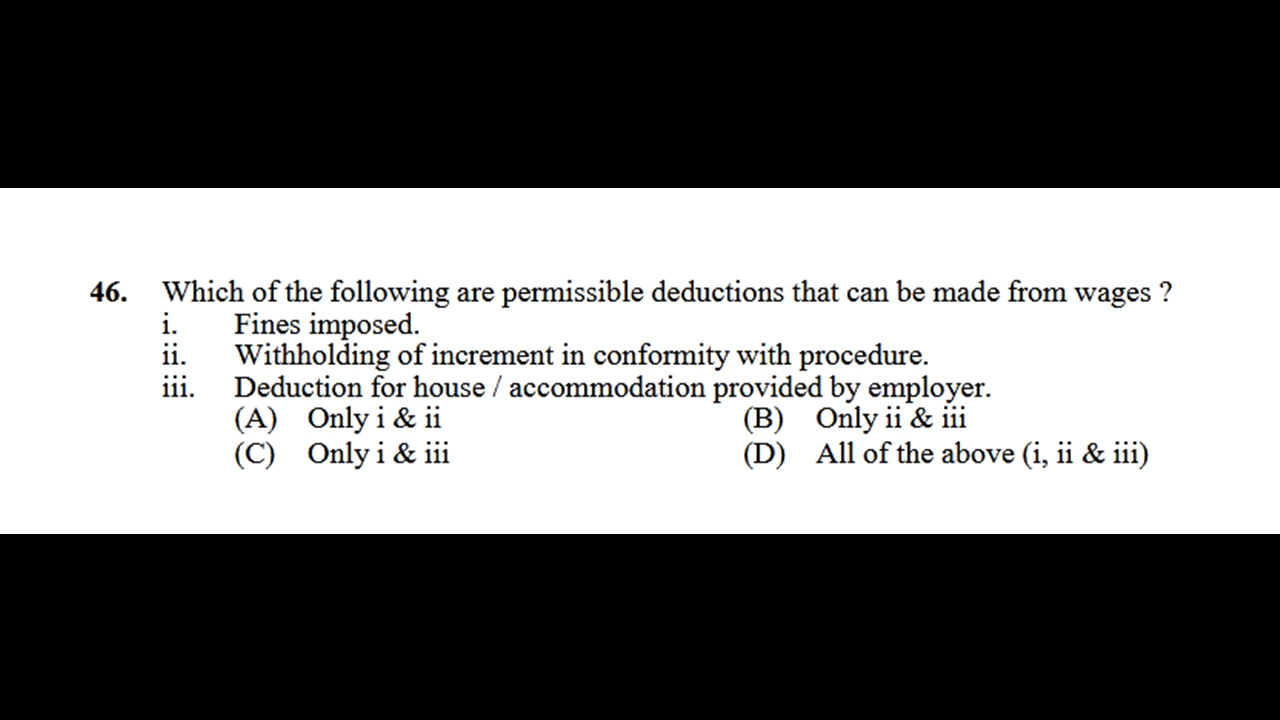 46. Which of the following are permissible deductions that can be made from wages ?
i. Fines imposed.
ii. Withholding of increment in conformity with procedure.
iii. Deduction for house / accommodation provided by employer.
(A) Only i & ii (B) Only ii & iii
(C) Only i & iii (D) All of the above (i, ii & iii)